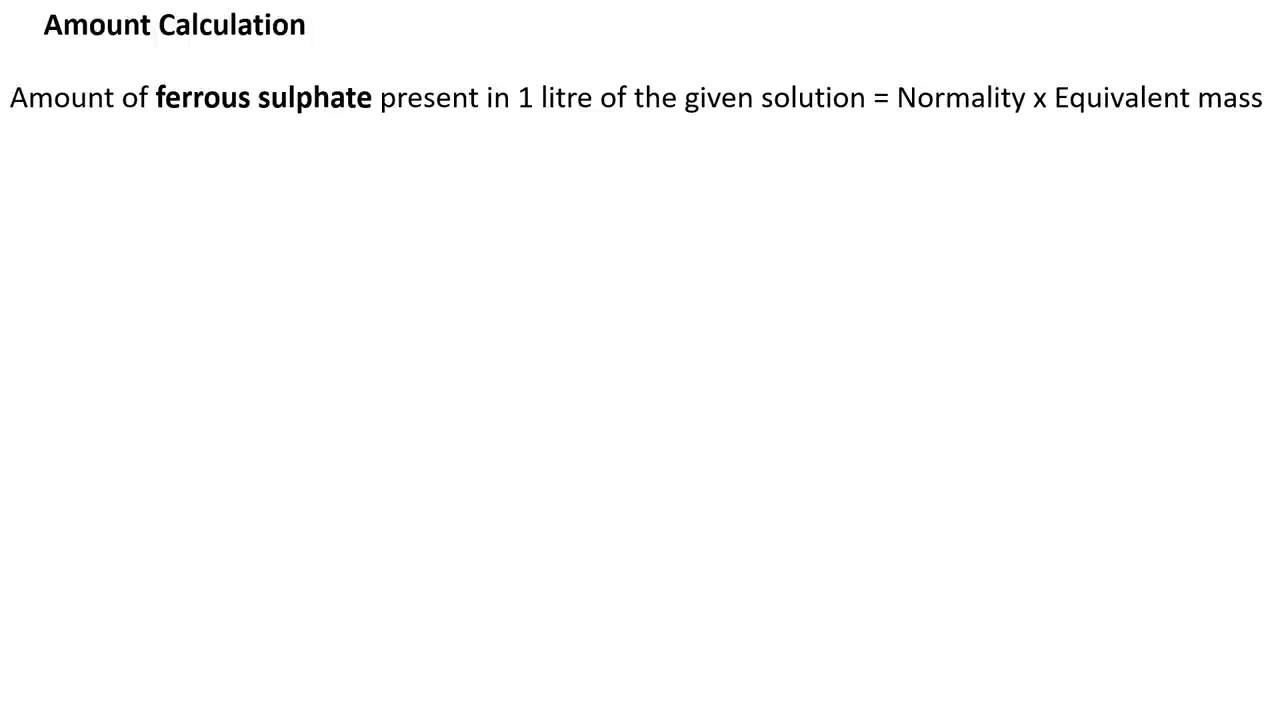 Amount Calculation
Amount of ferrous sulphate present in 1 litre of the given solution = Normality x Equivalent mass